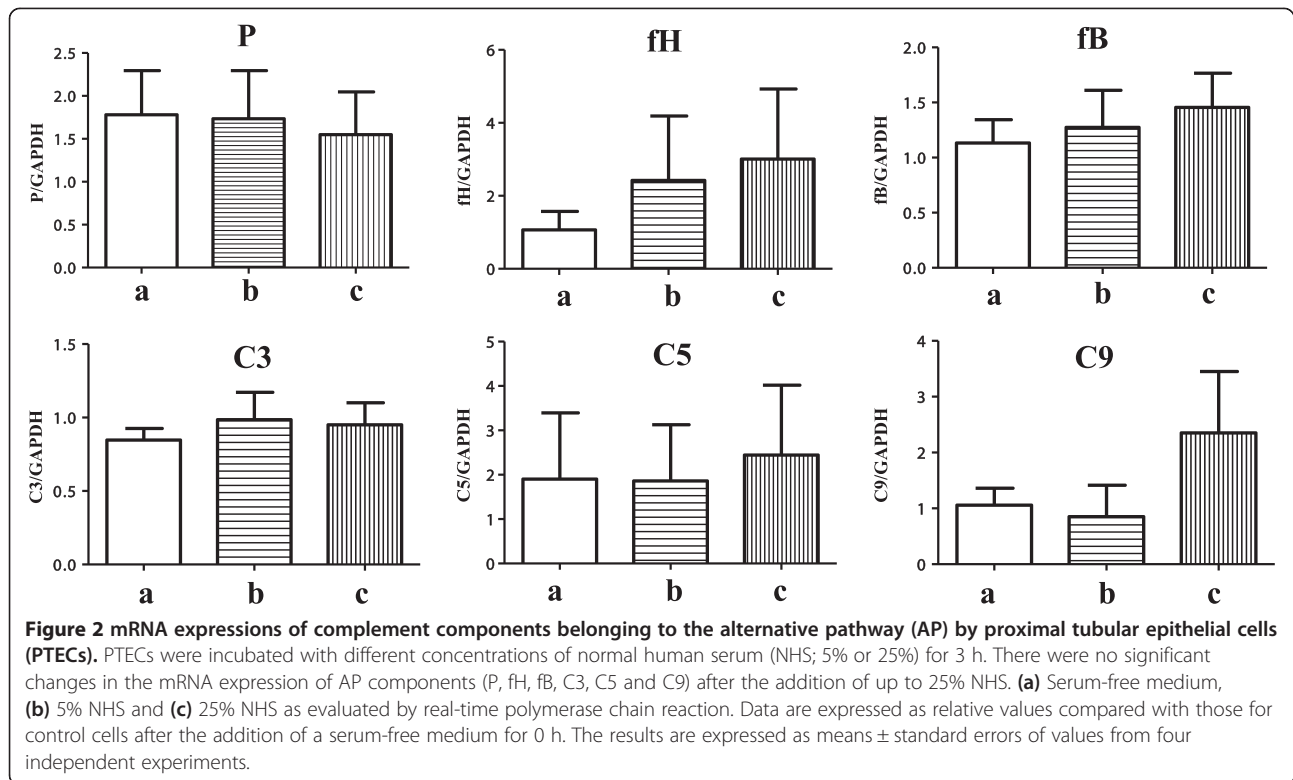 P
P/GAPDH
2.5
2.0
1.5
1.0
0.5
0.0
a b c
fH
fH/GAPDH
6
4
2
0
a b c
fB
fB/GAPDH
2.0
1.5
1.0
0.5
0.0
a b c
C3
C3/GAPDH
1.5
1.0
0.5
0.0
a b c
C5
C5/GAPDH
5
4
3
2
1
0
a b c
C9
C9/GAPDH
4
3
2
1
0
a b c
Figure 2 mRNA expressions of complement components belonging to the alternative pathway (AP) by proximal tubular epithelial cells
(PTECs). PTECs were incubated with different concentrations of normal human serum (NHS; 5% or 25%) for 3 h. There were no significant
changes in the mRNA expression of AP components (P, fH, fB, C3, C5 and C9) after the addition of up to 25% NHS. (a) Serum-free medium,
(b) 5% NHS and (c) 25% NHS as evaluated by real-time polymerase chain reaction. Data are expressed as relative values compared with those for
control cells after the addition of a serum-free medium for 0 h. The results are expressed as means ± standard errors of values from four
independent experiments.